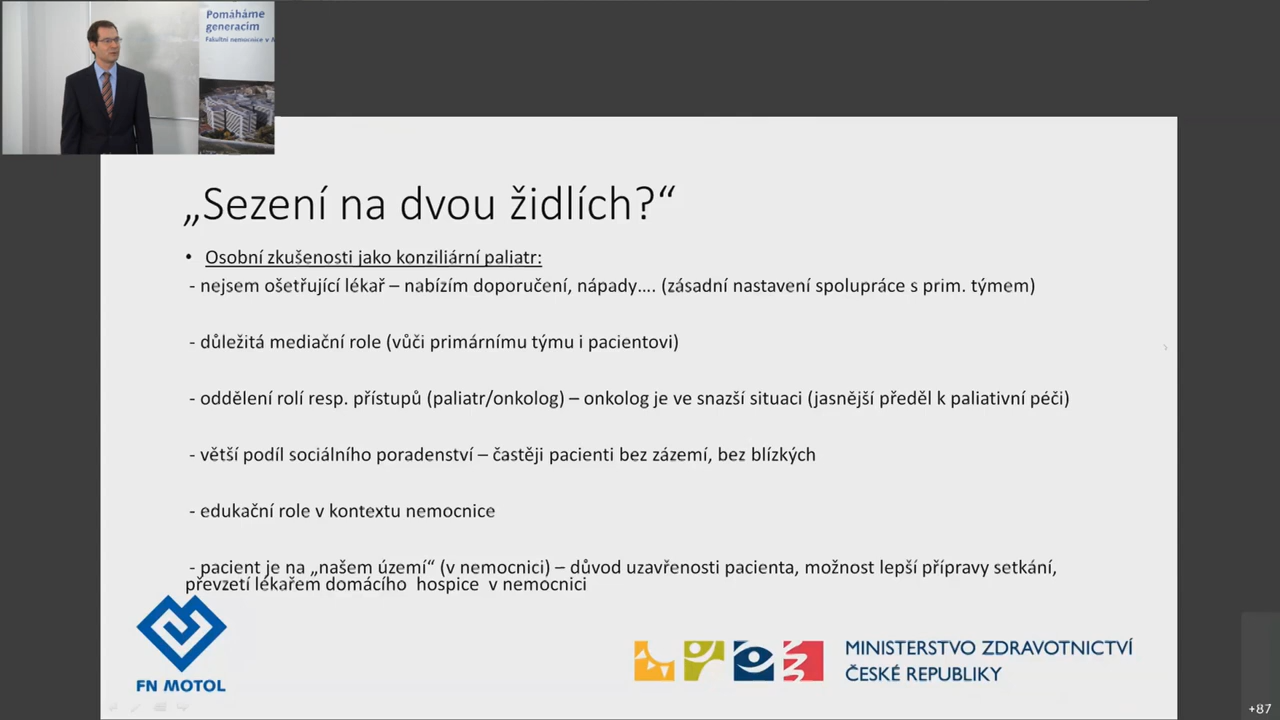 Pomáháme
generacím
Fakultní nemocnice v
„Sezení na dvou židlích?“
• Osobní zkušenosti jako konziliární paliatr:
- nejsem ošetřující lékař – nabízím doporučení, nápady…. (zásadní nastavení spolupráce s prim. týmem)
- důležitá mediační role (vůči primárnímu týmu i pacientovi)
- oddělení rolí resp. přístupů (paliatr/onkolog) – onkolog je ve snazší situaci (jasnější předěl k paliativní péči)
- větší podíl sociálního poradenství – častěji pacienti bez zázemí, bez blízkých
- edukační role v kontextu nemocnice
- pacient je na „našem území“ (v nemocnici) – důvod uzavřenosti pacienta, možnost lepší přípravy setkání,
převzetí lékařem domácího hospice v nemocnici
FN MOTOL
MINISTERSTVO ZDRAVOTNICTVÍ
ČESKÉ REPUBLIKY
+87